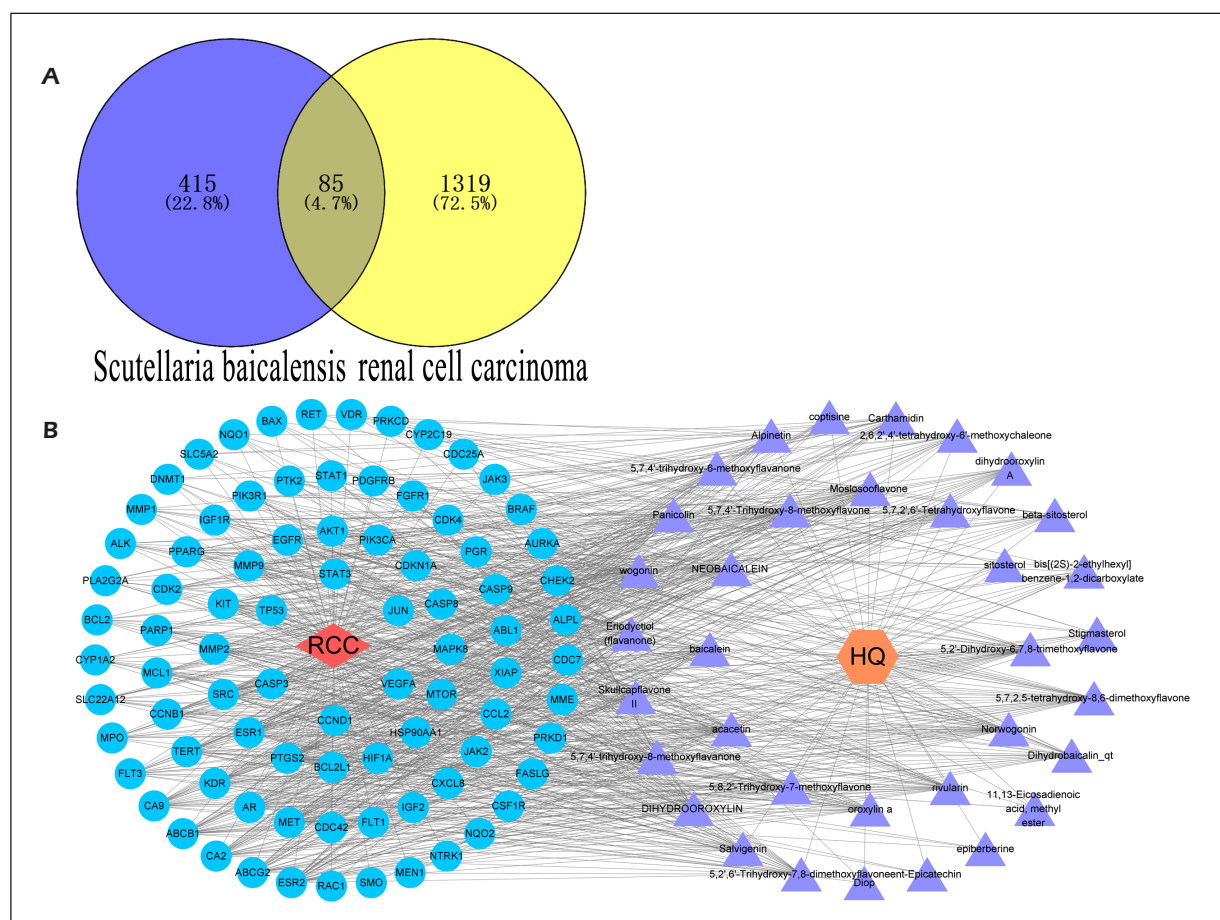 A
415
(22.8%)
85
(4.7%)
1319
(72.5%)
Scutellaria baicalensis renal cell carcinoma
B
RET
VDR
BAX
PRKCD
NQO1
CYP2C19
SLC5A2
CDC25A
DNMT1
PTK2
STAT1
PDGFRB
JAK3
MMP1
PIK3R1
FGFR1
BRAF
IGF1R
AKT1
CDK4
ALK
PPARG
EGFR
PIK3CA
PGR
AURKA
PLA2G2A
CDK2
MMP9
STAT3
CDKN1A
CASP9
CHEK2
BCL2
PARP1
KIT
TP53
JUN
CASP8
ABL1
ALPL
RCC
CYP1A2
MCL1
MMP2
MAPK8
XIAP
CDC7
SLC22A12
CCNB1
SRC
CASP3
VEGFA
MTOR
CCL2
MME
MPO
TERT
ESR1
CCND1
HSP90AA1
JAK2
PRKD1
FLT3
KDR
PTGS2
BCL2L1
HIF1A
CXCL8
FASLG
CA9
AR
MET
CDC42
FLT1
IGF2
CSF1R
ABCB1
NQO2
CA2
NTRK1
ABCG2
ESR2
RAC1
SMO
MEN1
coptisine
Carthamidin
Alpinetin
2,6,2',4'-tetrahydroxy-6'-methoxychaleone
5,7,4'-trihydroxy-6-methoxyflavanone
dihydrooroxylin
A
Moslosooflavone
Panicolin
5,7,4'-Trihydroxy-8-methoxyflavone
5,7,2',6'-Tetrahydroxyflavone
beta-sitosterol
wogonin
NEOBAICALEIN
sitosterol
bis[(2S)-2-ethylhexyl]
benzene-1,2-dicarboxylate
Eriodyctiol
(flavanone)
baicalein
HQ
Stigmasterol
5,2'-Dihydroxy-6,7,8-trimethoxyflavone
Skullcapflavone
II
5,7,2,5-tetrahydroxy-8,6-dimethoxyflavone
acacetin
Norwogonin
5,7,4'-trihydroxy-8-methoxyflavanone
Dihydrobaicalin_qt
5,8,2'-Trihydroxy-7-methoxyflavone
rivularin
11,13-Eicosadienoic
acid, methyl
ester
DIHYDROOROXYLIN
oroxylin a
Salvigenin
epiberberine
5,2',6'-Trihydroxy-7,8-dimethoxyflavoneent-Epicatechin
Diop